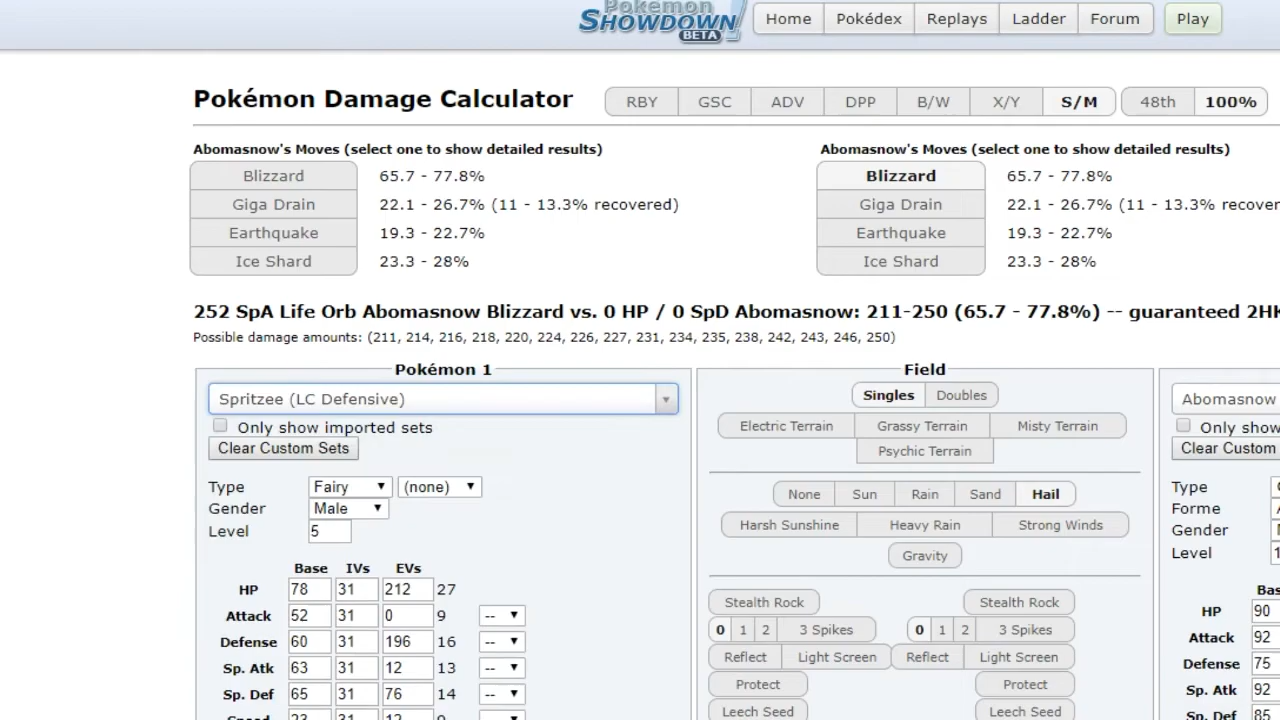 Pokémon
SHOWDOWN
BETA
Home Pokédex Replays Ladder Forum Play
Pokémon Damage Calculator RBY GSC ADV DPP B/W X/Y S/M 48th 100%
Abomasnow's Moves (select one to show detailed results) Abomasnow's Moves (select one to show detailed results)
Blizzard 65.7 - 77.8% Blizzard 65.7 - 77.8%
Giga Drain 22.1 - 26.7% (11 - 13.3% recovered) Giga Drain 22.1 - 26.7% (11 - 13.3% recover
Earthquake 19.3 - 22.7% Earthquake 19.3 - 22.7%
Ice Shard 23.3 - 28% Ice Shard 23.3 - 28%
252 SpA Life Orb Abomasnow Blizzard vs. 0 HP / 0 SpD Abomasnow: 211-250 (65.7 - 77.8%) -- guaranteed 2HK
Possible damage amounts: (211, 214, 216, 218, 220, 224, 226, 227, 231, 234, 235, 238, 242, 243, 246, 250)
Pokémon 1 Field
Spritzee (LC Defensive) Singles Doubles Abomasnow
Only show imported sets Electric Terrain Grassy Terrain Misty Terrain Only show
Clear Custom Sets Psychic Terrain Clear Custom
Type Fairy (none) None Sun Rain Sand Hail Type
Gender Male Forme
Level 5 Harsh Sunshine Heavy Rain Strong Winds Gender
Gravity Level
Base IVs EVs Base
HP 78 31 212 27 Stealth Rock Stealth Rock HP 90
Attack 52 31 0 9 -- 0 1 2 3 Spikes 0 1 2 3 Spikes Attack 92
Defense 60 31 196 16 -- Reflect Light Screen Reflect Light Screen Defense 75
Sp. Atk 63 31 12 13 -- Protect Protect Sp. Atk 92
Sp. Def 65 31 76 14 -- Leech Seed Leech Seed Sp. Def 85
Speed 23 31 12 9 --